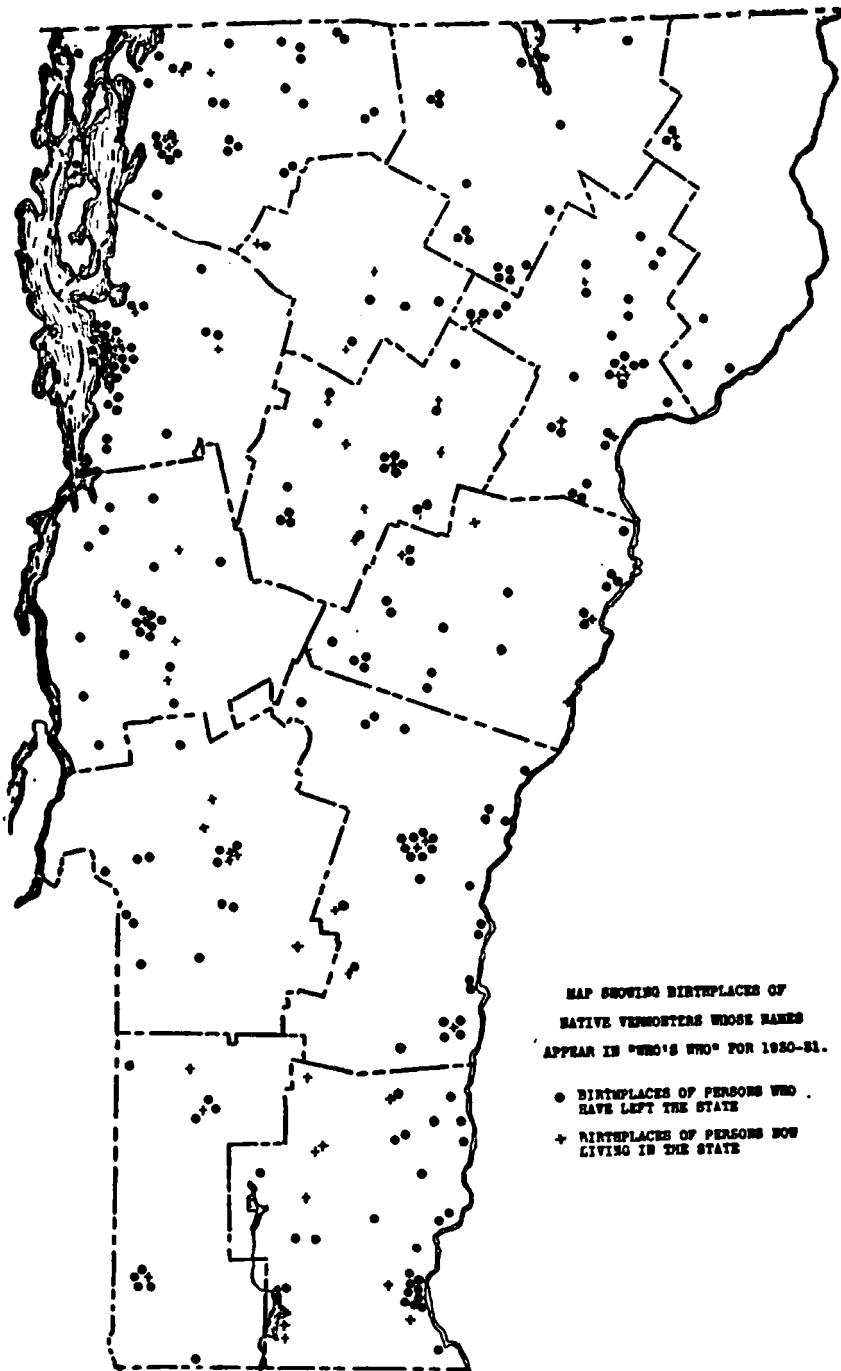 MAP SHOWING BIRTHPLACES OF
NATIVE VERMONTERS WHOSE NAMES
APPEAR IN "WHO'S WHO" FOR 1930-31.
● BIRTHPLACES OF PERSONS WHO
HAVE LEFT THE STATE
+ BIRTHPLACES OF PERSONS NOW
LIVING IN THE STATE